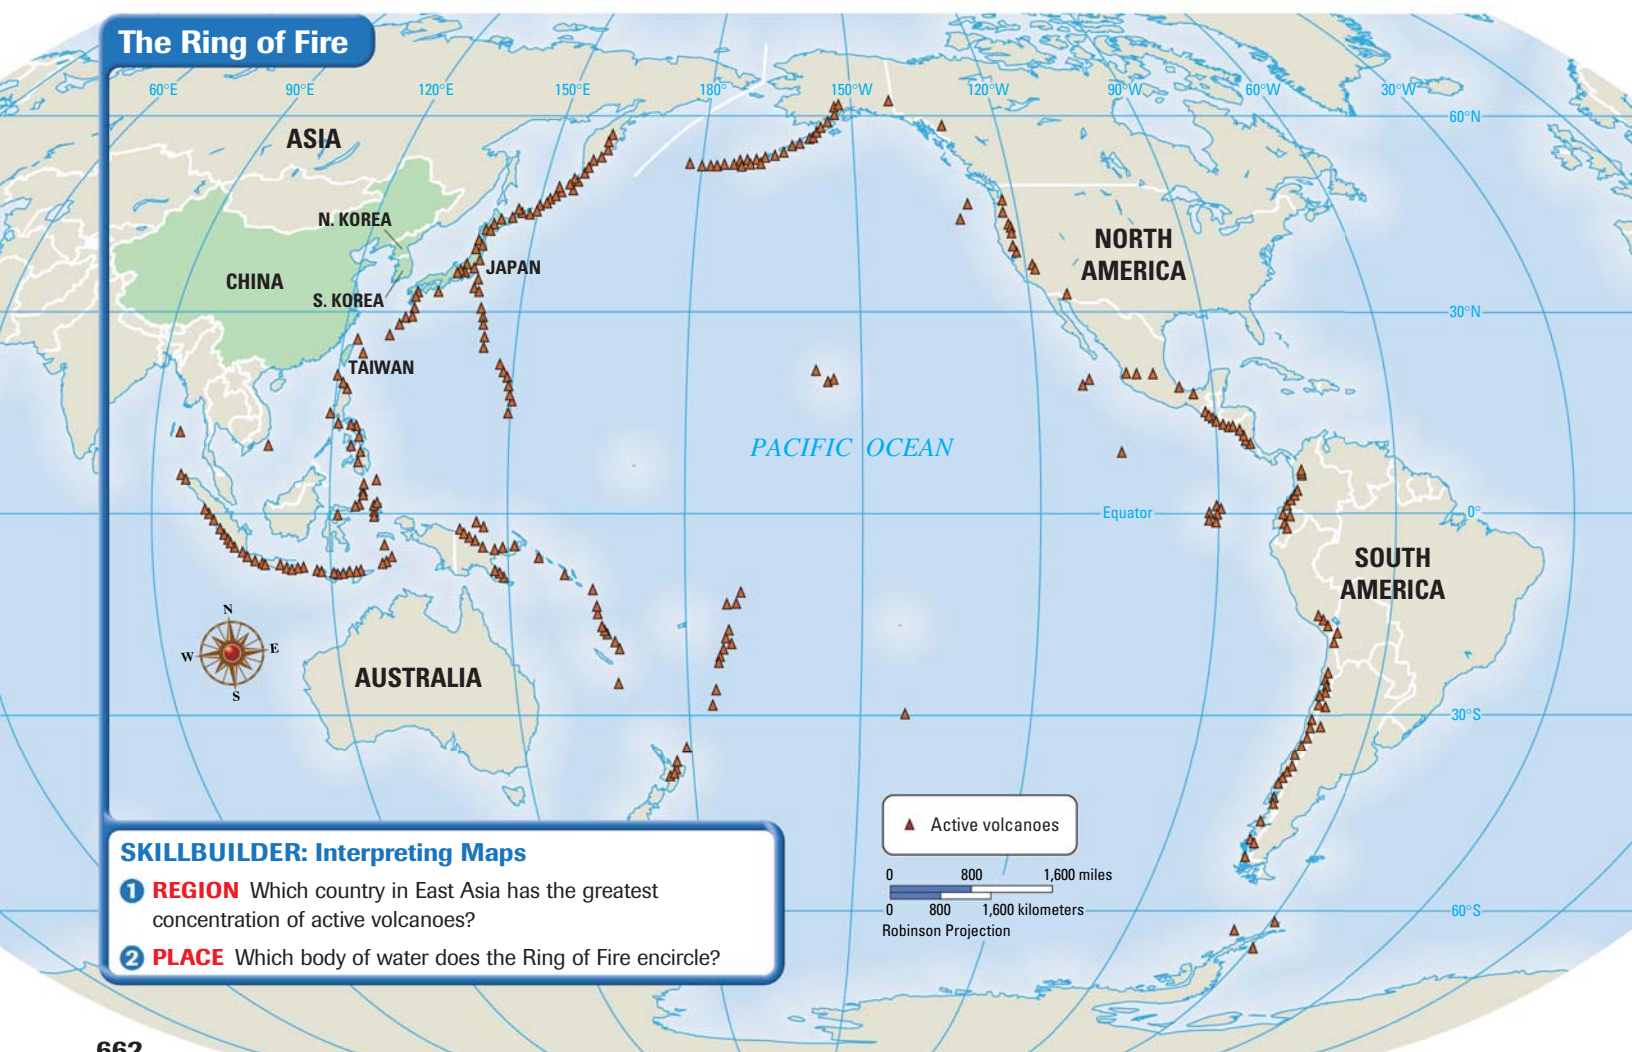 The Ring of Fire
60°E
90°E
120°E
150°E
180°
150°W
120°W
90°W
60°W
30°W
60°N
ASIA
N. KOREA
CHINA
S. KOREA
JAPAN
TAIWAN
NORTH
AMERICA
30°N
PACIFIC OCEAN
Equator
0°
SOUTH
AMERICA
N
W
E
S
AUSTRALIA
30°S
Active volcanoes
0 800 1,600 miles
0 800 1,600 kilometers
Robinson Projection
60°S
SKILLBUILDER: Interpreting Maps
1 REGION Which country in East Asia has the greatest
concentration of active volcanoes?
2 PLACE Which body of water does the Ring of Fire encircle?
662